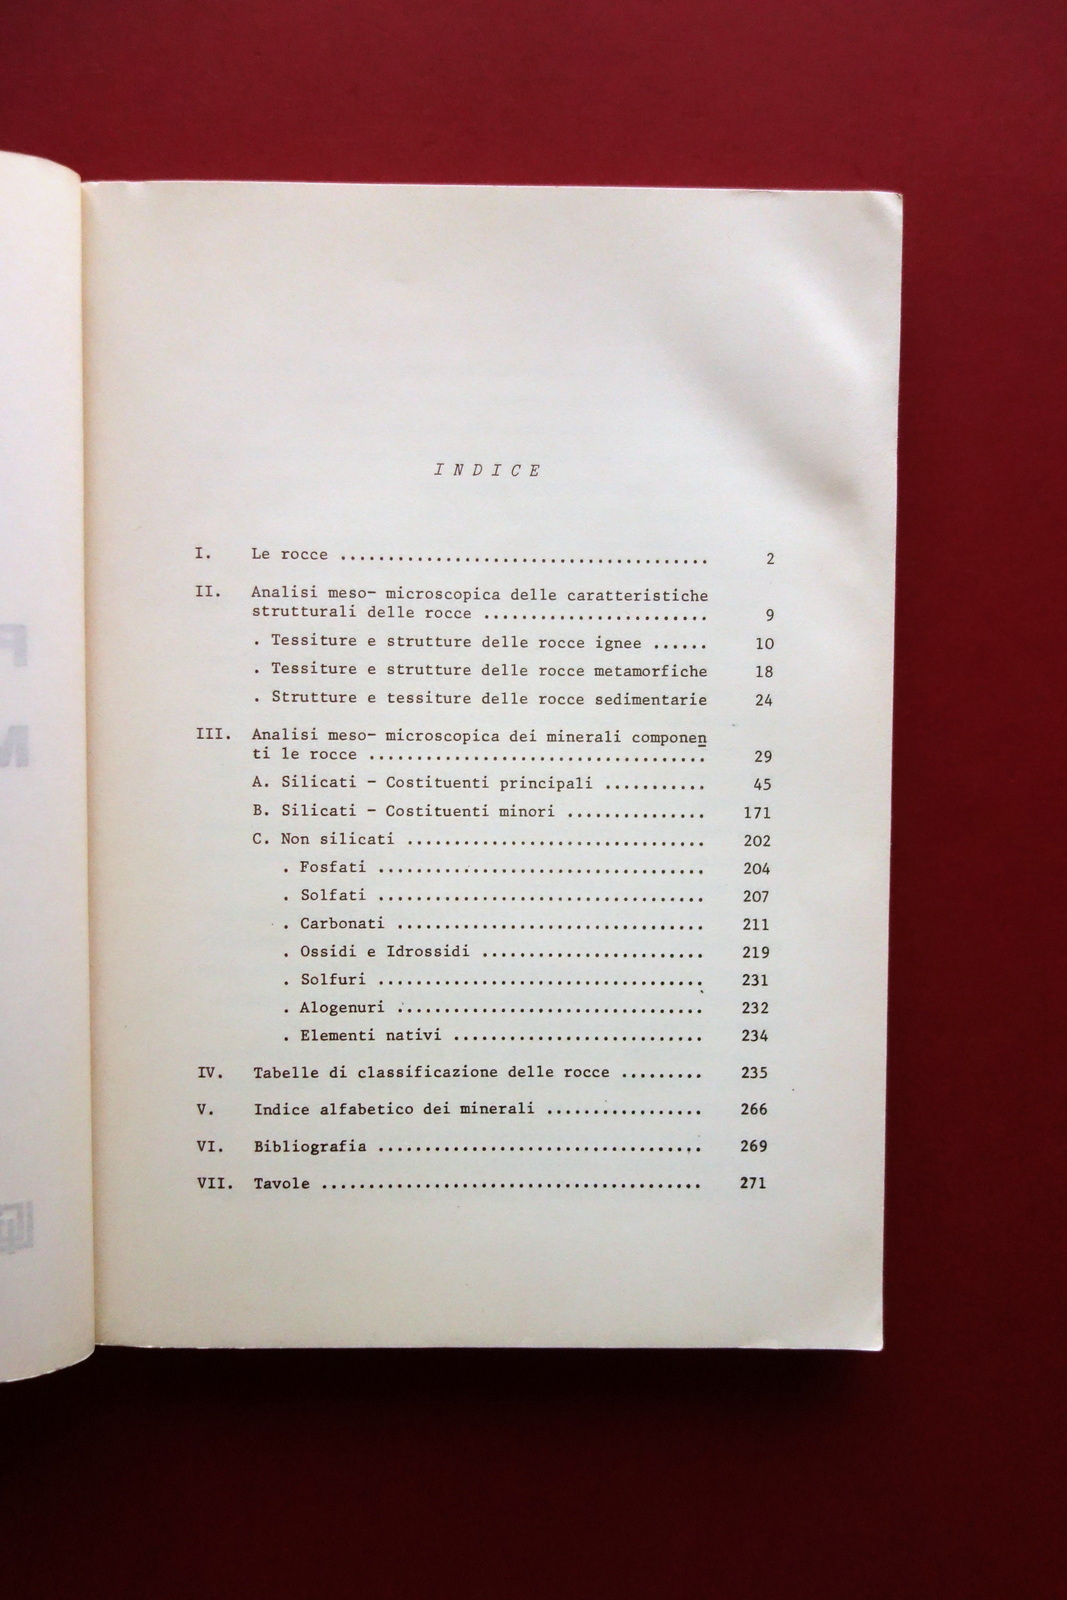 INDICE
I. Le rocce ...................................... 2
II. Analisi meso- microscopica delle caratteristiche
strutturali delle rocce ........................ 9
. Tessiture e strutture delle rocce ignee ...... 10
. Tessiture e strutture delle rocce metamorfiche 18
. Strutture e tessiture delle rocce sedimentarie 24
III. Analisi meso- microscopica dei minerali componen
ti le rocce .................................... 29
A. Silicati - Costituenti principali ........... 45
B. Silicati - Costituenti minori ............... 171
C. Non silicati ................................ 202
. Fosfati ................................... 204
. Solfati ................................... 207
. Carbonati ................................. 211
. Ossidi e Idrossidi ........................ 219
. Solfuri ................................... 231
. Alogenuri ................................. 232
. Elementi nativi ........................... 234
IV. Tabelle di classificazione delle rocce ......... 235
V. Indice alfabetico dei minerali ................. 266
VI. Bibliografia ................................... 269
VII. Tavole ......................................... 271